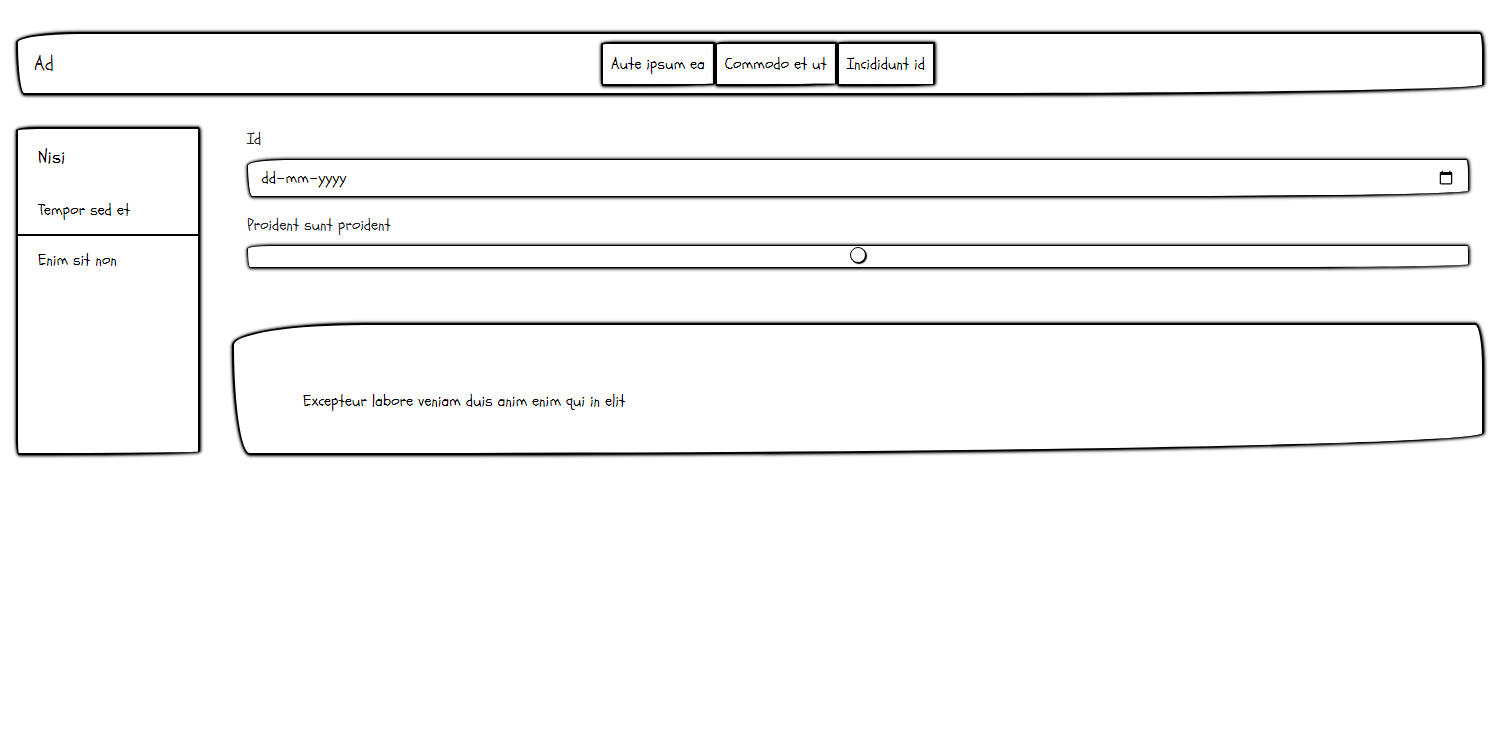 Ad
Aute ipsum ea
Commodo et ut
Incididunt id
Nisi
Tempor sed et
Enim sit non
Id
dd-mm-yyyy
Proident sunt proident
Excepteur labore veniam duis anim enim qui in elit